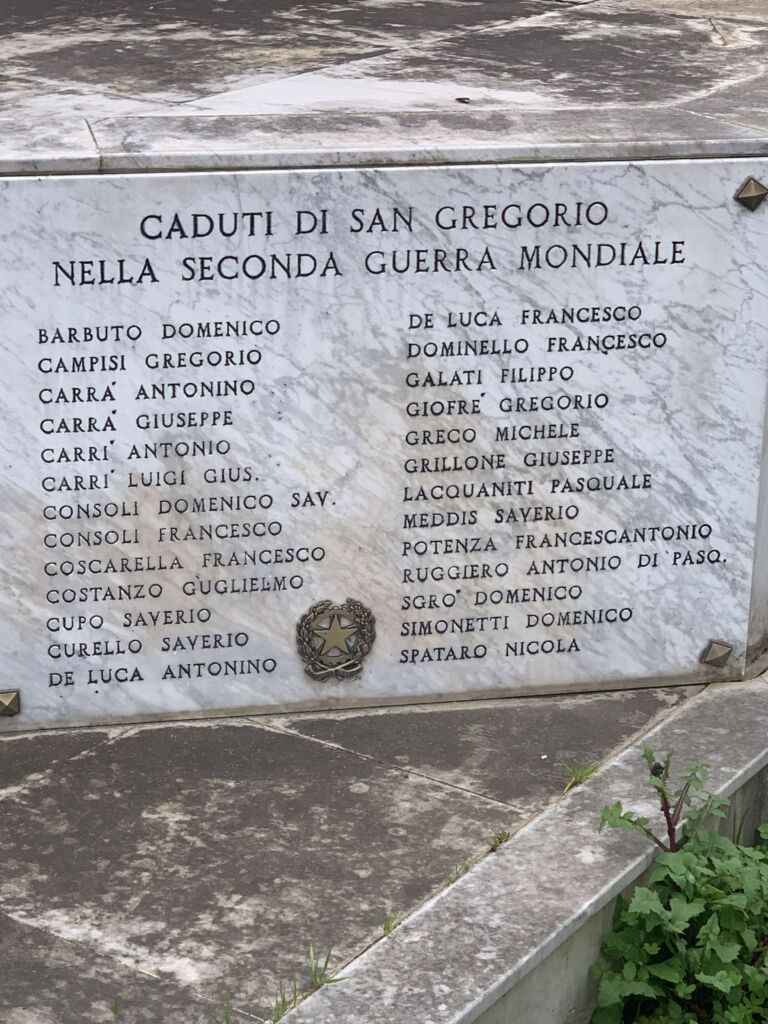 CADUTI DI SAN GREGORIO
NELLA SECONDA GUERRA MONDIALE
BARBUTO DOMENICO
CAMPISI GREGORIO
CARRA' ANTONINO
CARRA' GIUSEPPE
CARRI' ANTONIO
CARRI' LUIGI GIUS.
CONSOLI DOMENICO SAV.
CONSOLI FRANCESCO
COSCARELLA FRANCESCO
COSTANZO GUGLIELMO
CUPO SAVERIO
CURELLO SAVERIO
DE LUCA ANTONINO
DE LUCA FRANCESCO
DOMINELLO FRANCESCO
GALATI FILIPPO
GIOFRE' GREGORIO
GRECO MICHELE
GRILLONE GIUSEPPE
LACQUANITI PASQUALE
MEDDIS SAVERIO
POTENZA FRANCESCANTONIO
RUGGIERO ANTONIO DI PASQ.
SGRO' DOMENICO
SIMONETTI DOMENICO
SPATARO NICOLA